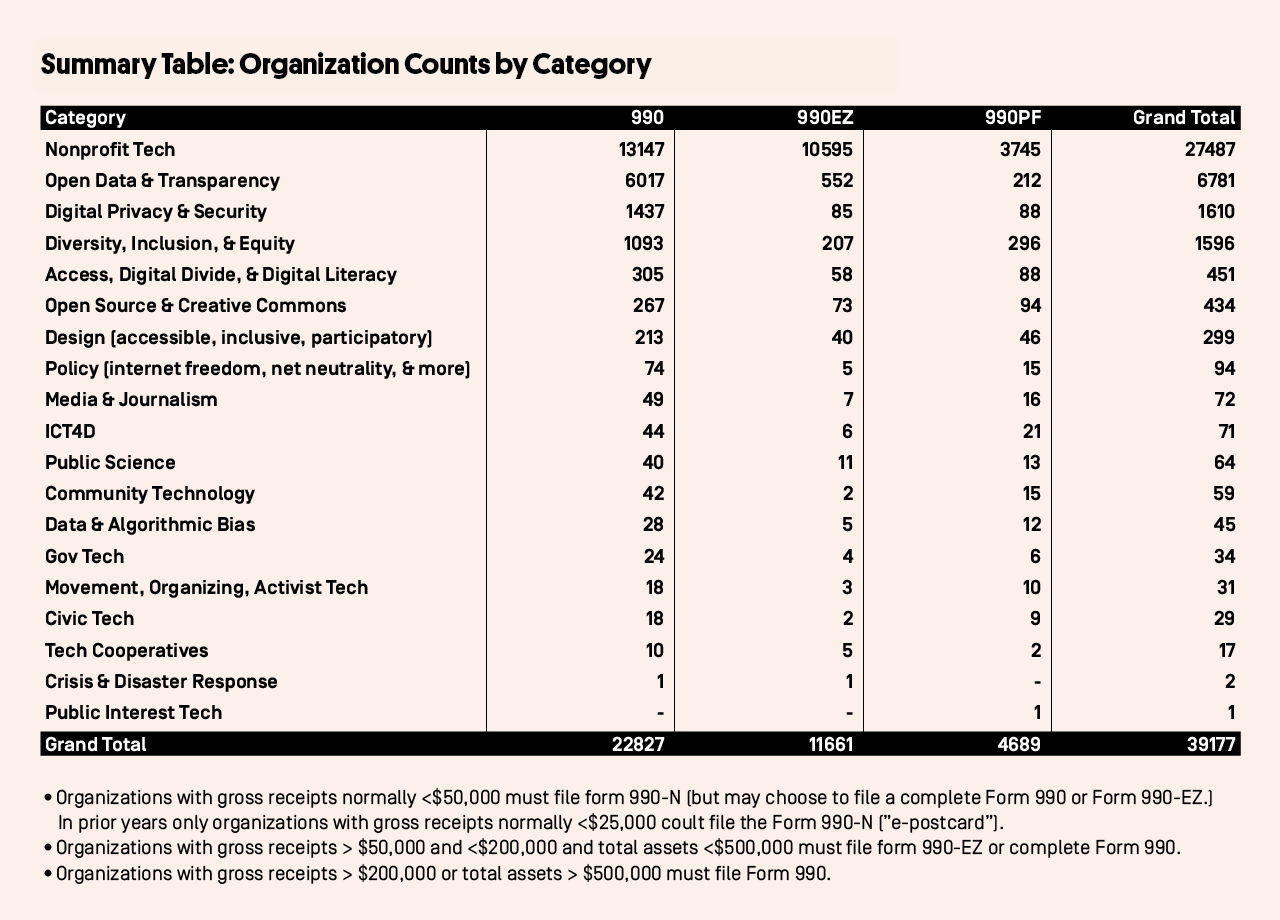 Summary Table: Organization Counts by Category
Category 990 990EZ 990PF Grand Total
Nonprofit Tech 13147 10595 3745 27487
Open Data & Transparency 6017 552 212 6781
Digital Privacy & Security 1437 85 88 1610
Diversity, Inclusion, & Equity 1093 207 296 1596
Access, Digital Divide, & Digital Literacy 305 58 88 451
Open Source & Creative Commons 267 73 94 434
Design (accessible, inclusive, participatory) 213 40 46 299
Policy (internet freedom, net neutrality, & more) 74 5 15 94
Media & Journalism 49 7 16 72
ICT4D 44 6 21 71
Public Science 40 11 13 64
Community Technology 42 2 15 59
Data & Algorithmic Bias 28 5 12 45
Gov Tech 24 4 6 34
Movement, Organizing, Activist Tech 18 3 10 31
Civic Tech 18 2 9 29
Tech Cooperatives 10 5 2 17
Crisis & Disaster Response 1 1 - 2
Public Interest Tech - - 1 1
Grand Total 22827 11661 4689 39177
• Organizations with gross receipts normally <$50,000 must file form 990-N (but may choose to file a complete Form 990 or Form 990-EZ.)
In prior years only organizations with gross receipts normally <$25,000 coult file the Form 990-N ("e-postcard").
• Organizations with gross receipts > $50,000 and <$200,000 and total assets <$500,000 must file form 990-EZ or complete Form 990.
• Organizations with gross receipts > $200,000 or total assets > $500,000 must file Form 990.